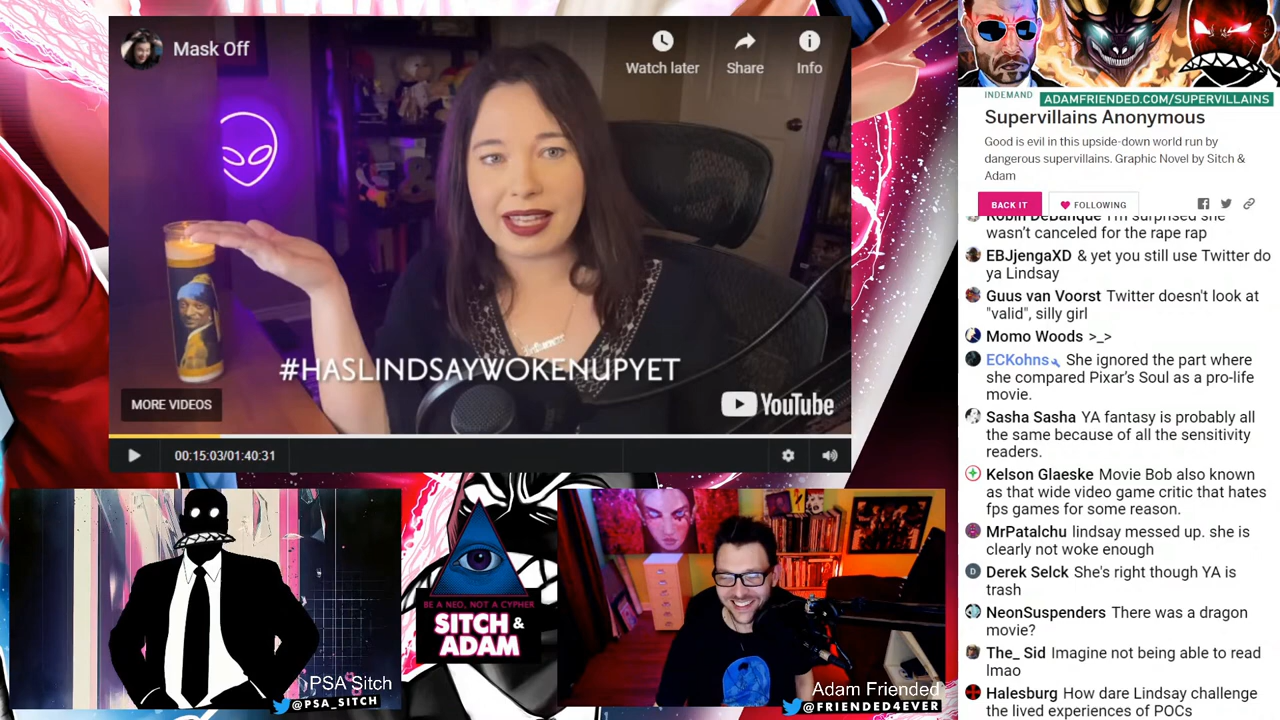 Mask Off
Watch later
Share
Info
#HASLINDSAYWOKENUPYET
MORE VIDEOS
YouTube
00:15:03/01:40:31
BE A NEO, NOT A CYPHER
SITCH &
ADAM
PSA Sitch
@PSA_SITCH
Adam Friended
@FRIENDED4EVER
INDEMAND
ADAMFRIENDED.COM/SUPERVILLAINS
Supervillains Anonymous
Good is evil in this upside-down world run by
dangerous supervillains. Graphic Novel by Sitch &
Adam
BACK IT
FOLLOWING
Robin DeBanque I'm surprised she
wasn't canceled for the rape rap
EBJjengaXD & yet you still use Twitter do
ya Lindsay
Guus van Voorst Twitter doesn't look at
"valid", silly girl
Momo Woods >_>
ECKohns She ignored the part where
she compared Pixar's Soul as a pro-life
movie.
Sasha Sasha YA fantasy is probably all
the same because of all the sensitivity
readers.
Kelson Glaeske Movie Bob also known
as that wide video game critic that hates
fps games for some reason.
MrPatalchu lindsay messed up. she is
clearly not woke enough
D
Derek Selck She's right though YA is
trash
NeonSuspenders There was a dragon
movie?
The_ Sid Imagine not being able to read
lmao
Halesburg How dare Lindsay challenge
the lived experiences of POCs